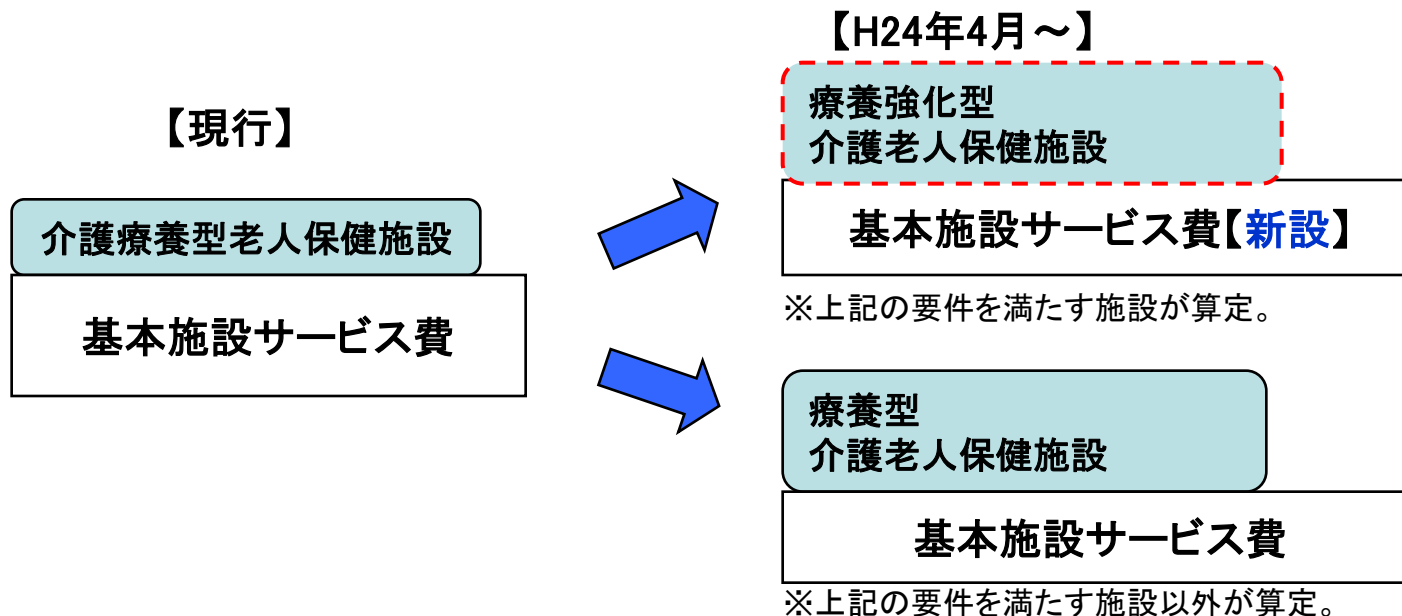 【現行】
介護療養型老人保健施設
基本施設サービス費
【H24年4月～】
療養強化型
介護老人保健施設
基本施設サービス費【新設】
※上記の要件を満たす施設が算定。
療養型
介護老人保健施設
基本施設サービス費
※上記の要件を満たす施設以外が算定。